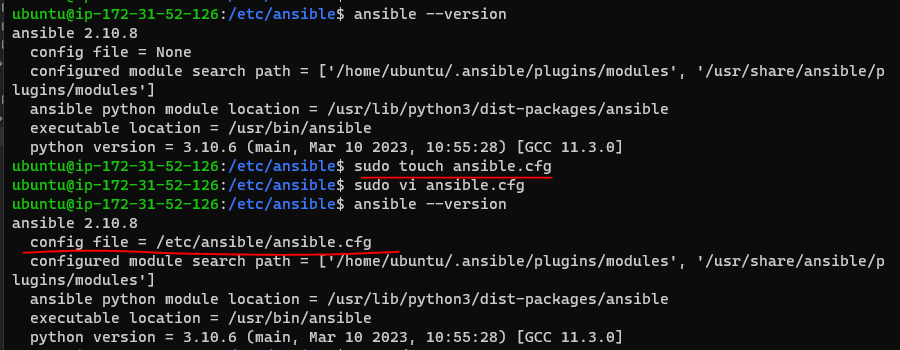 ubuntu@ip-172-31-52-126:/etc/ansible$ ansible --version
ansible 2.10.8
  config file = None
  configured module search path = ['/home/ubuntu/.ansible/plugins/modules', '/usr/share/ansible/p
lugins/modules']
  ansible python module location = /usr/lib/python3/dist-packages/ansible
  executable location = /usr/bin/ansible
  python version = 3.10.6 (main, Mar 10 2023, 10:55:28) [GCC 11.3.0]
ubuntu@ip-172-31-52-126:/etc/ansible$ sudo touch ansible.cfg
ubuntu@ip-172-31-52-126:/etc/ansible$ sudo vi ansible.cfg
ubuntu@ip-172-31-52-126:/etc/ansible$ ansible --version
ansible 2.10.8
  config file = /etc/ansible/ansible.cfg
  configured module search path = ['/home/ubuntu/.ansible/plugins/modules', '/usr/share/ansible/p
lugins/modules']
  ansible python module location = /usr/lib/python3/dist-packages/ansible
  executable location = /usr/bin/ansible
  python version = 3.10.6 (main, Mar 10 2023, 10:55:28) [GCC 11.3.0]